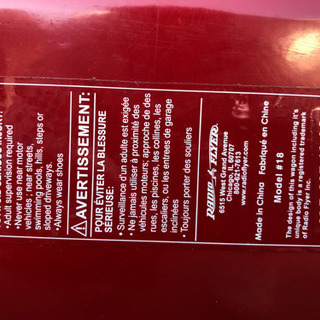 • Adult supervision required
• Never use near motor
vehicles, near streets,
swimming pools, hills, steps or
sloped driveways.
• Always wear shoes
⚠AVERTISSEMENT:
POUR ÉVITER LA BLESSURE
SERIEUSE:
• Surveillance d'un adulte est exigée
• Ne jamais utiliser à proximité des
véhicules moteurs; approche de des
rues, les piscines, les collines, les
escaliers, ou les entrées de garage
inclinées
• Toujours porter des souliers
RADIO FLYER
6515 West Grand Avenue
Chicago, IL 60707
800-621-7613
www.radioflyer.com
Made in China Fabriqué en Chine
Model #18
The design of this wagon including it's
unique body is a registered trademark
of Radio Flyer Inc.